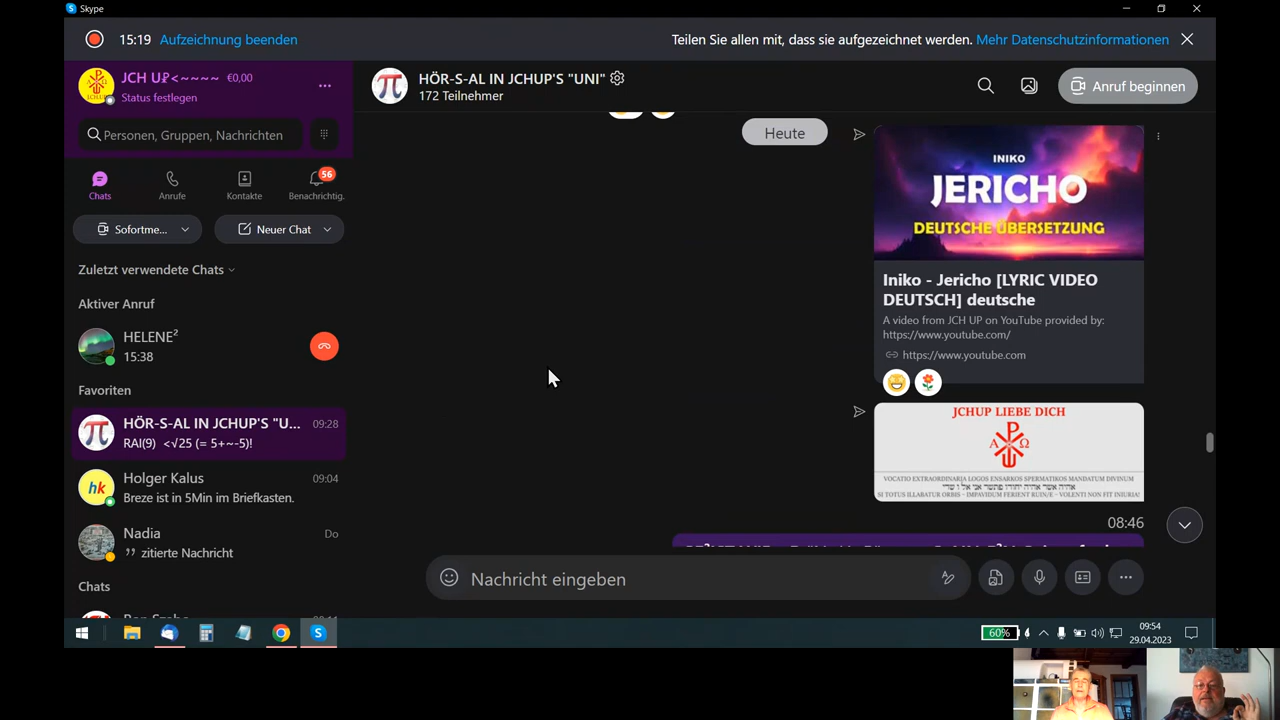 Skype
15:19 Aufzeichnung beenden
Teilen Sie allen mit, dass sie aufgezeichnet werden. Mehr Datenschutzinformationen
JCH U₽<~~~~ €0,00
Status festlegen
Personen, Gruppen, Nachrichten
56
Chats Anrufe Kontakte Benachrichtig.
Sofortme... Neuer Chat
Zuletzt verwendete Chats
Aktiver Anruf
HELENE²
15:38
Favoriten
HÖR-S-AL IN JCHUP'S "U... 09:28
RAI(9) <√25 (= 5+~-5)!
hk
Holger Kalus 09:04
Breze ist in 5Min im Briefkasten.
Nadia Do
zitierte Nachricht
Chats
HÖR-S-AL IN JCHUP'S "UNI"
172 Teilnehmer
Anruf beginnen
Heute
INIKO
JERICHO
DEUTSCHE ÜBERSETZUNG
Iniko - Jericho [LYRIC VIDEO
DEUTSCH] deutsche
A video from JCH UP on YouTube provided by:
https://www.youtube.com/
https://www.youtube.com
JCHUP LIEBE DICH
Α Ω
VOCATIO EXTRAORDINARIA LOGOS ENSARKOS SPERMATIKOS MANDATUM DIVINUM
SI TOTUS ILLABATUR ORBIS - IMPAVIDUM FERIENT RUIN/E - VOLENTI NON FIT INIURIA!
08:46
Nachricht eingeben
60%
09:54
29.04.2023